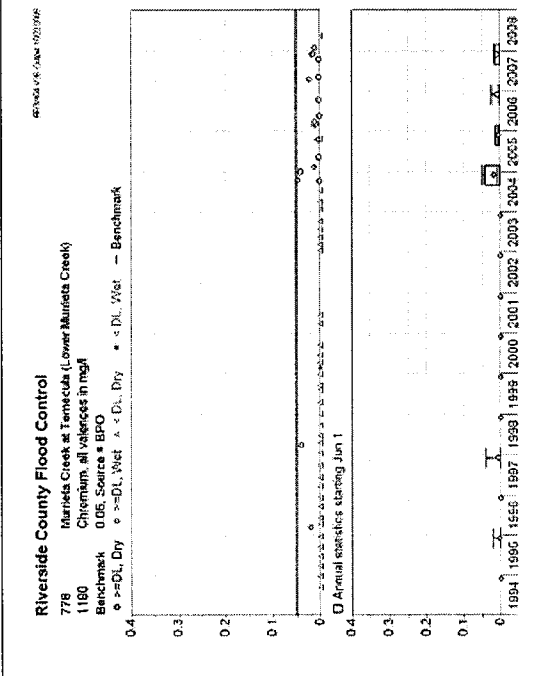 Riverside County Flood Control
778 Murrieta Creek at Temecula (Lower Murrieta Creek)
1180 Chromium, all valences in mg/l
Benchmark 0.05, Source = BPO
>=DL, Dry >=DL, Wet < DL, Dry < DL, Wet Benchmark
0.4
0.3
0.2
0.1
0
Annual statistics starting Jun 1
0.4
0.3
0.2
0.1
0
1994 1995 1996 1997 1998 1999 2000 2001 2002 2003 2004 2005 2006 2007 2008